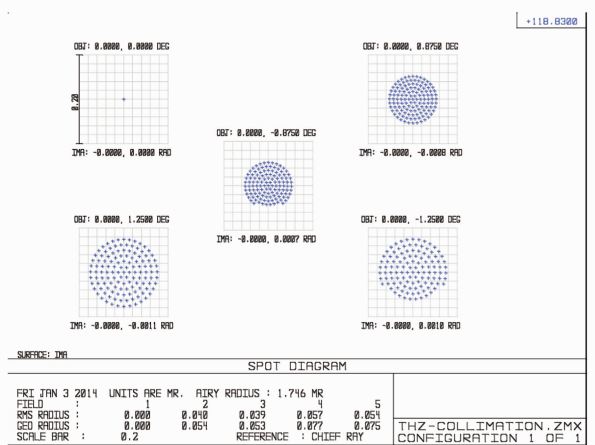 +118.8300
OBJ: 0.0000, 0.0000 DEG
OBJ: 0.0000, 0.8750 DEG
0.20
IMA: -0.0000, 0.0000 RAD
IMA: -0.0000, -0.0008 RAD
OBJ: 0.0000, -0.8750 DEG
IMA: -0.0000, 0.0007 RAD
OBJ: 0.0000, 1.2500 DEG
OBJ: 0.0000, -1.2500 DEG
IMA: -0.0000, -0.0011 RAD
IMA: -0.0000, 0.0010 RAD
SURFACE: IMA
SPOT DIAGRAM
FRI JAN 3 2014 UNITS ARE MR. AIRY RADIUS : 1.746 MR
FIELD : 1 2 3 4 5
RMS RADIUS : 0.000 0.040 0.039 0.057 0.054
GEO RADIUS : 0.000 0.054 0.053 0.077 0.075
SCALE BAR : 0.2 REFERENCE : CHIEF RAY
THZ-COLLIMATION.ZMX
CONFIGURATION 1 OF 1